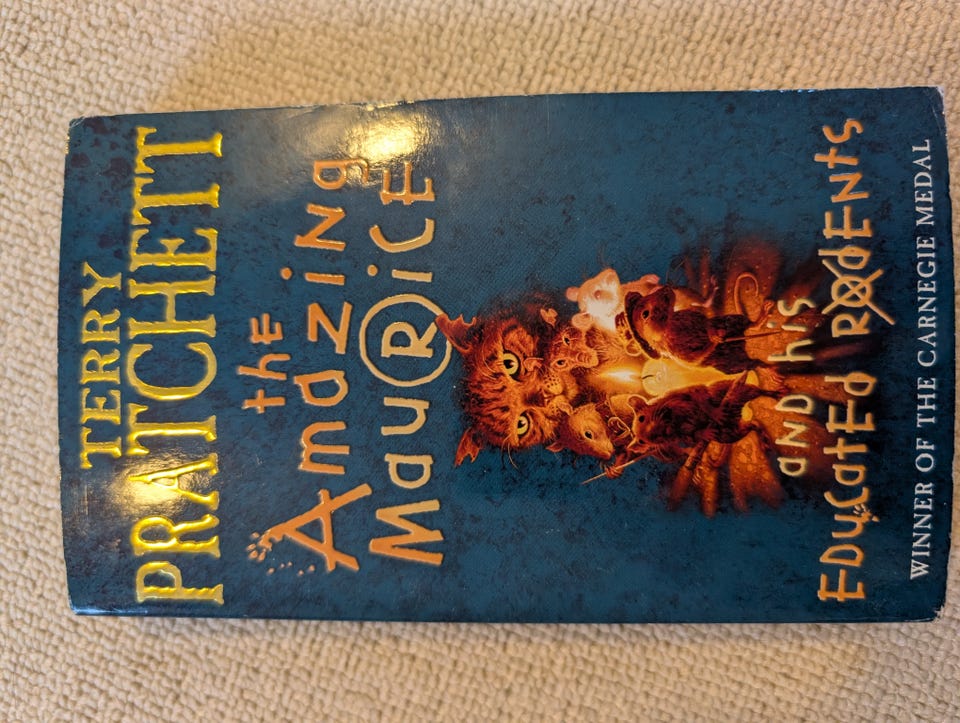 TERRY
PRATCHETT
the
Amazing
MauRicE
aND his
EDUcatED RODENts
WINNER OF THE CARNEGIE MEDAL